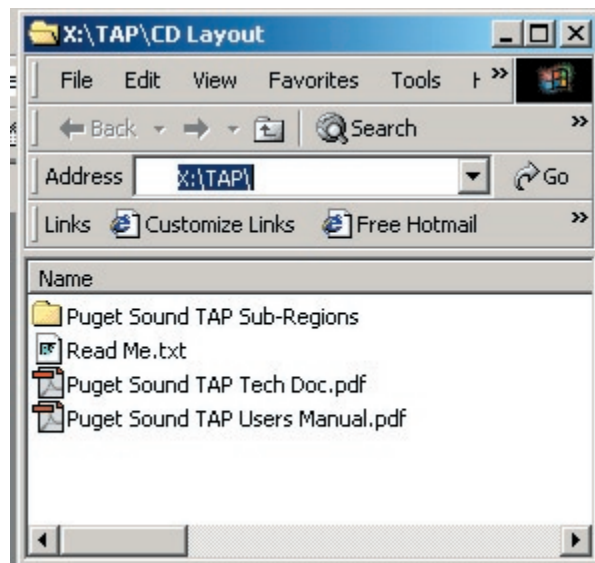 X:\TAP\CD Layout
File Edit View Favorites Tools H »
Back Search »
Address X:\TAP\ Go
Links Customize Links Free Hotmail »
Name
Puget Sound TAP Sub-Regions
Read Me.txt
Puget Sound TAP Tech Doc.pdf
Puget Sound TAP Users Manual.pdf